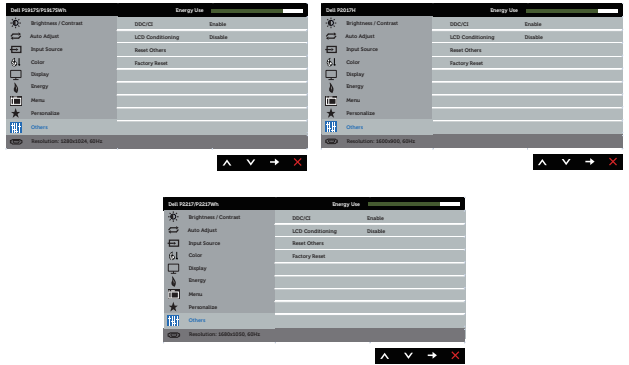 Dell P1917S/P1917SWh Energy Use
Brightness / Contrast DDC/CI Enable
Auto Adjust LCD Conditioning Disable
Input Source Reset Others
Color Factory Reset
Display
Energy
Menu
Personalize
Others
Resolution: 1280x1024, 60Hz
Dell P2017H Energy Use
Brightness / Contrast DDC/CI Enable
Auto Adjust LCD Conditioning Disable
Input Source Reset Others
Color Factory Reset
Display
Energy
Menu
Personalize
Others
Resolution: 1600x900, 60Hz
Dell P2217/P2217Wh Energy Use
Brightness / Contrast DDC/CI Enable
Auto Adjust LCD Conditioning Disable
Input Source Reset Others
Color Factory Reset
Display
Energy
Menu
Personalize
Others
Resolution: 1680x1050, 60Hz